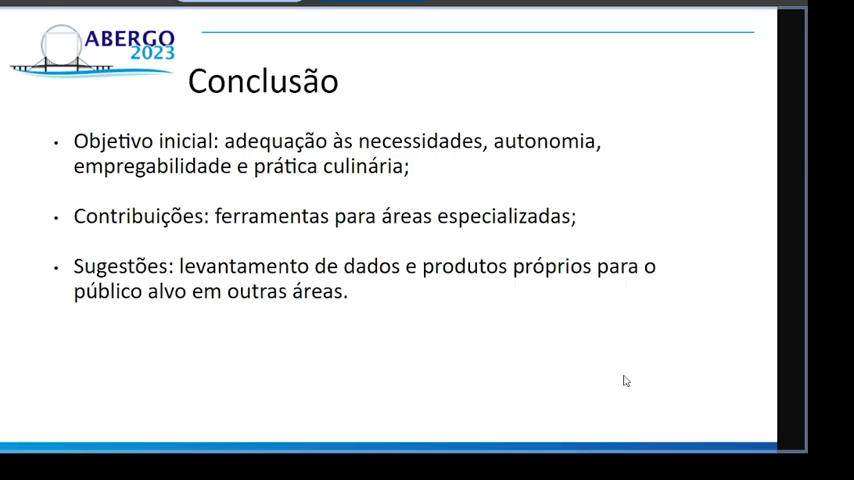 ABERGO
2023
Conclusão
• Objetivo inicial: adequação às necessidades, autonomia,
empregabilidade e prática culinária;
• Contribuições: ferramentas para áreas especializadas;
• Sugestões: levantamento de dados e produtos próprios para o
público alvo em outras áreas.